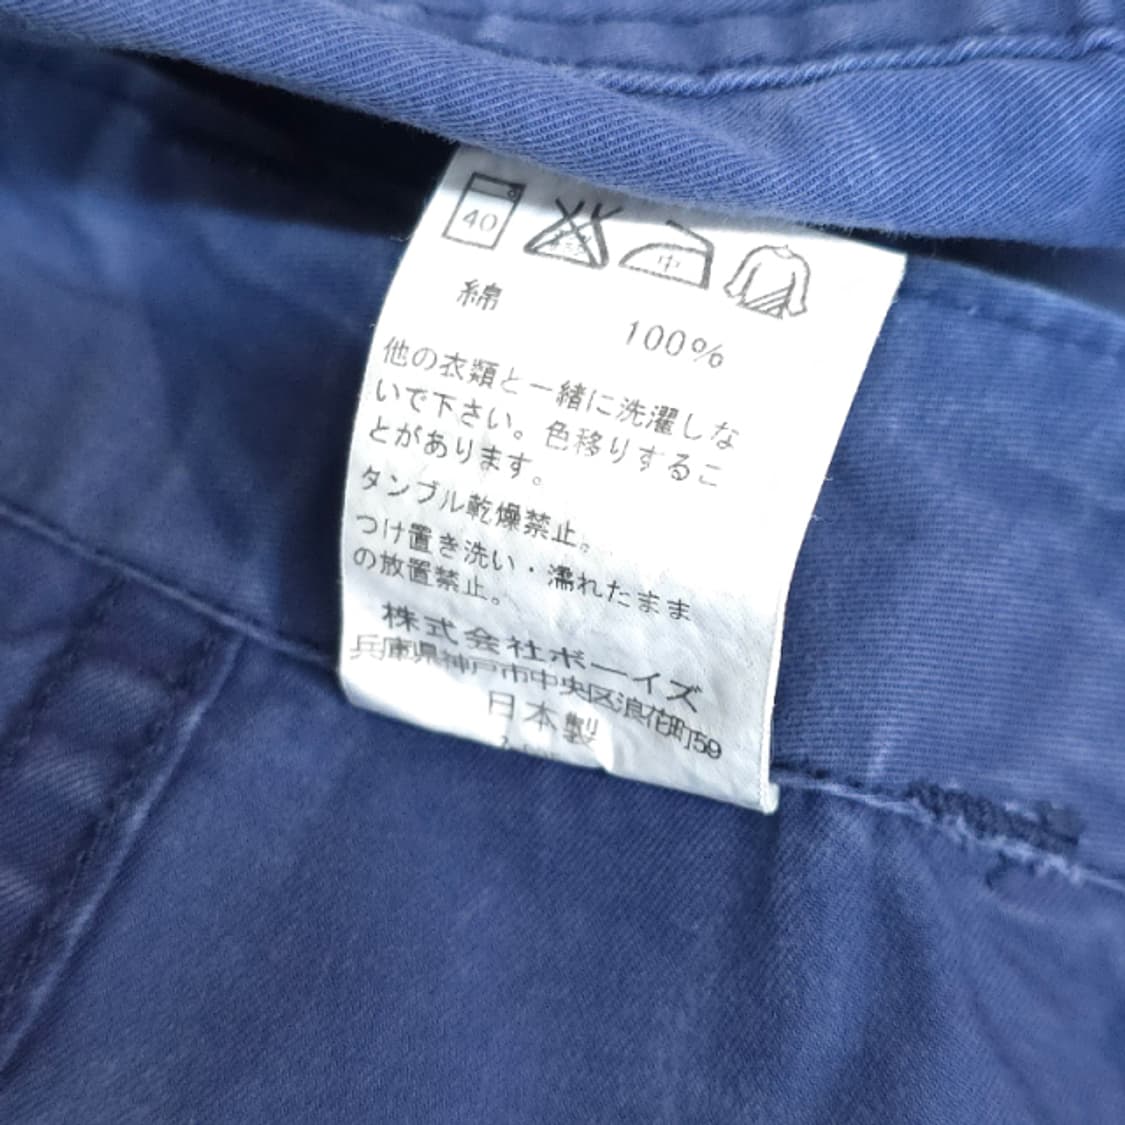 40
中
綿 100%
他の衣類と一緒に洗濯しな
いで下さい。色移りするこ
とがあります。
タンブル乾燥禁止。
つけ置き洗い・濡れたまま
の放置禁止。
株式会社ボーイズ
兵庫県神戸市中央区浪花町59
日本製